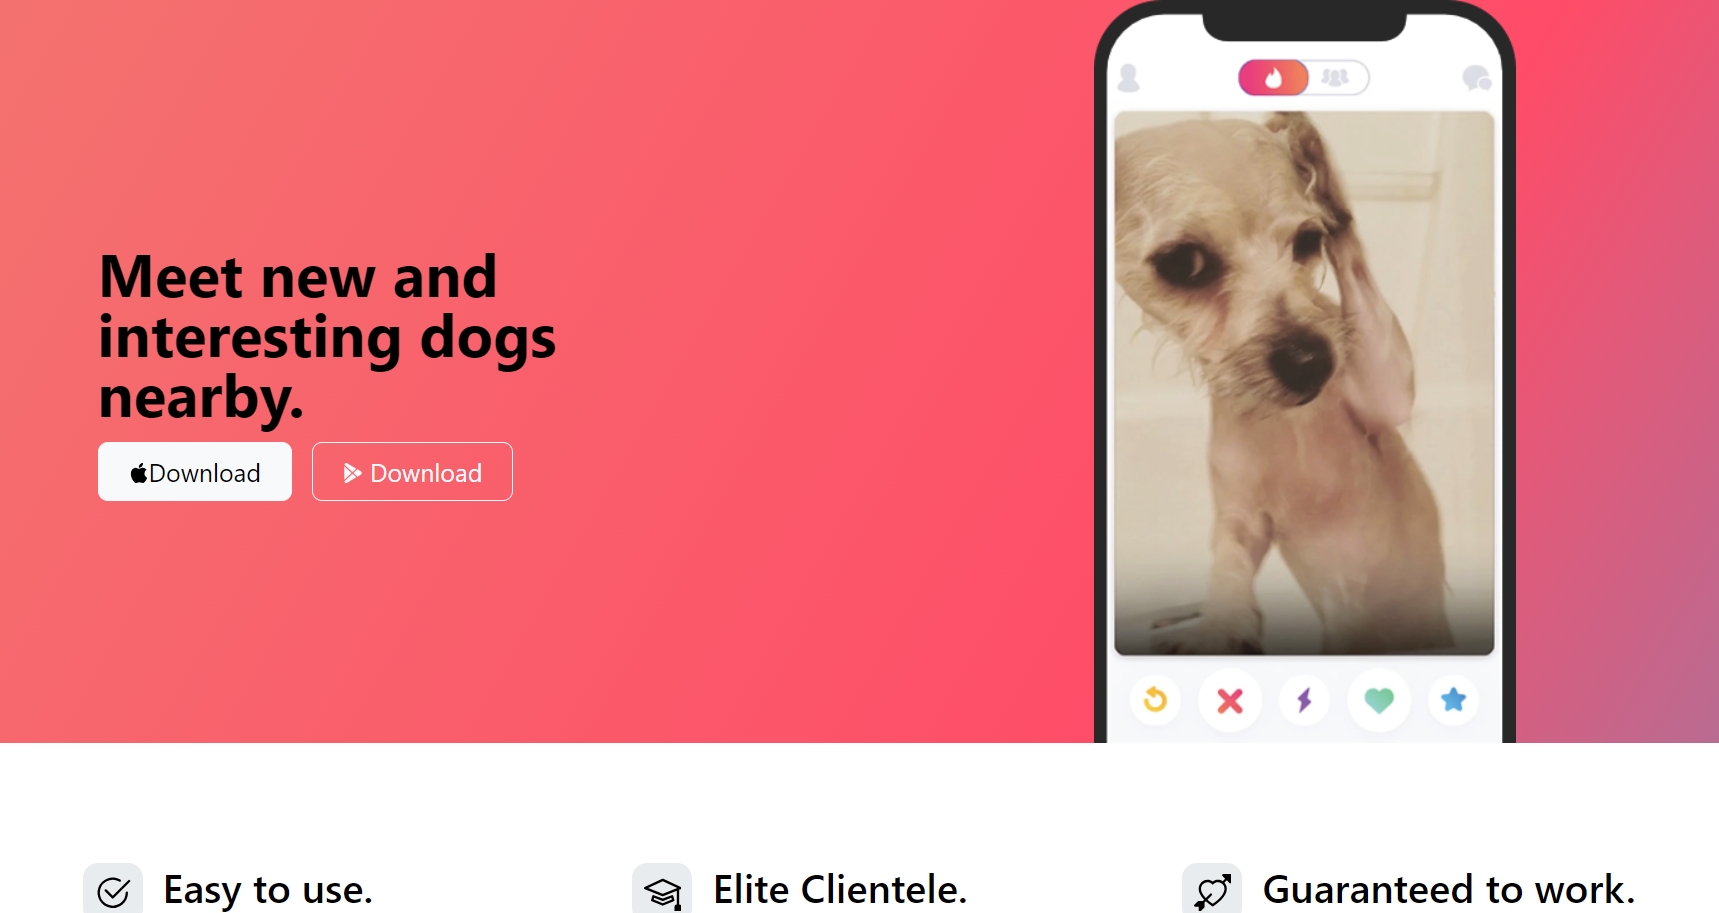 Meet new and
interesting dogs
nearby.
Download
Download
Easy to use.
Elite Clientele.
Guaranteed to work.